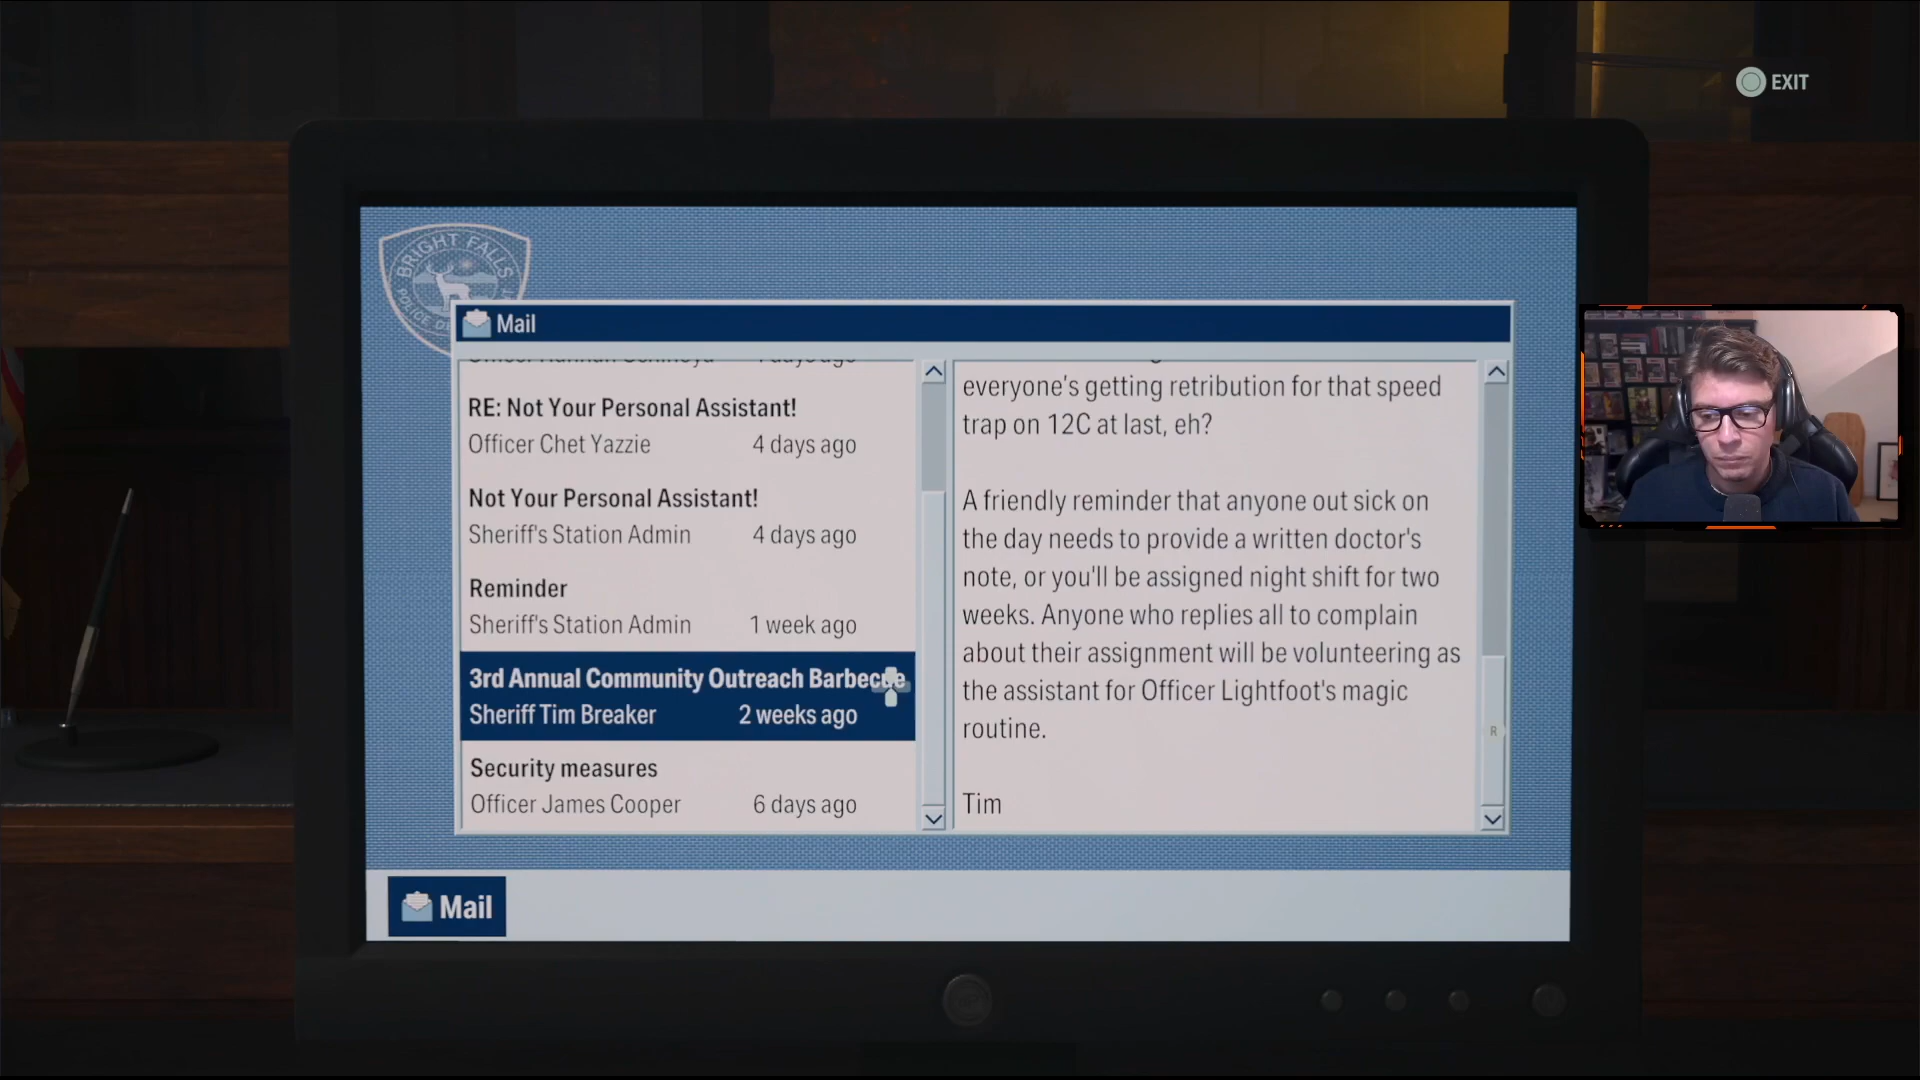 EXIT
BRIGHT FALLS
Mail
RE: Not Your Personal Assistant!
Officer Chet Yazzie 4 days ago
Not Your Personal Assistant!
Sheriff's Station Admin 4 days ago
Reminder
Sheriff's Station Admin 1 week ago
3rd Annual Community Outreach Barbecue
Sheriff Tim Breaker 2 weeks ago
Security measures
Officer James Cooper 6 days ago
everyone's getting retribution for that speed
trap on 12C at last, eh?
A friendly reminder that anyone out sick on
the day needs to provide a written doctor's
note, or you'll be assigned night shift for two
weeks. Anyone who replies all to complain
about their assignment will be volunteering as
the assistant for Officer Lightfoot's magic
routine.
Tim
R
Mail